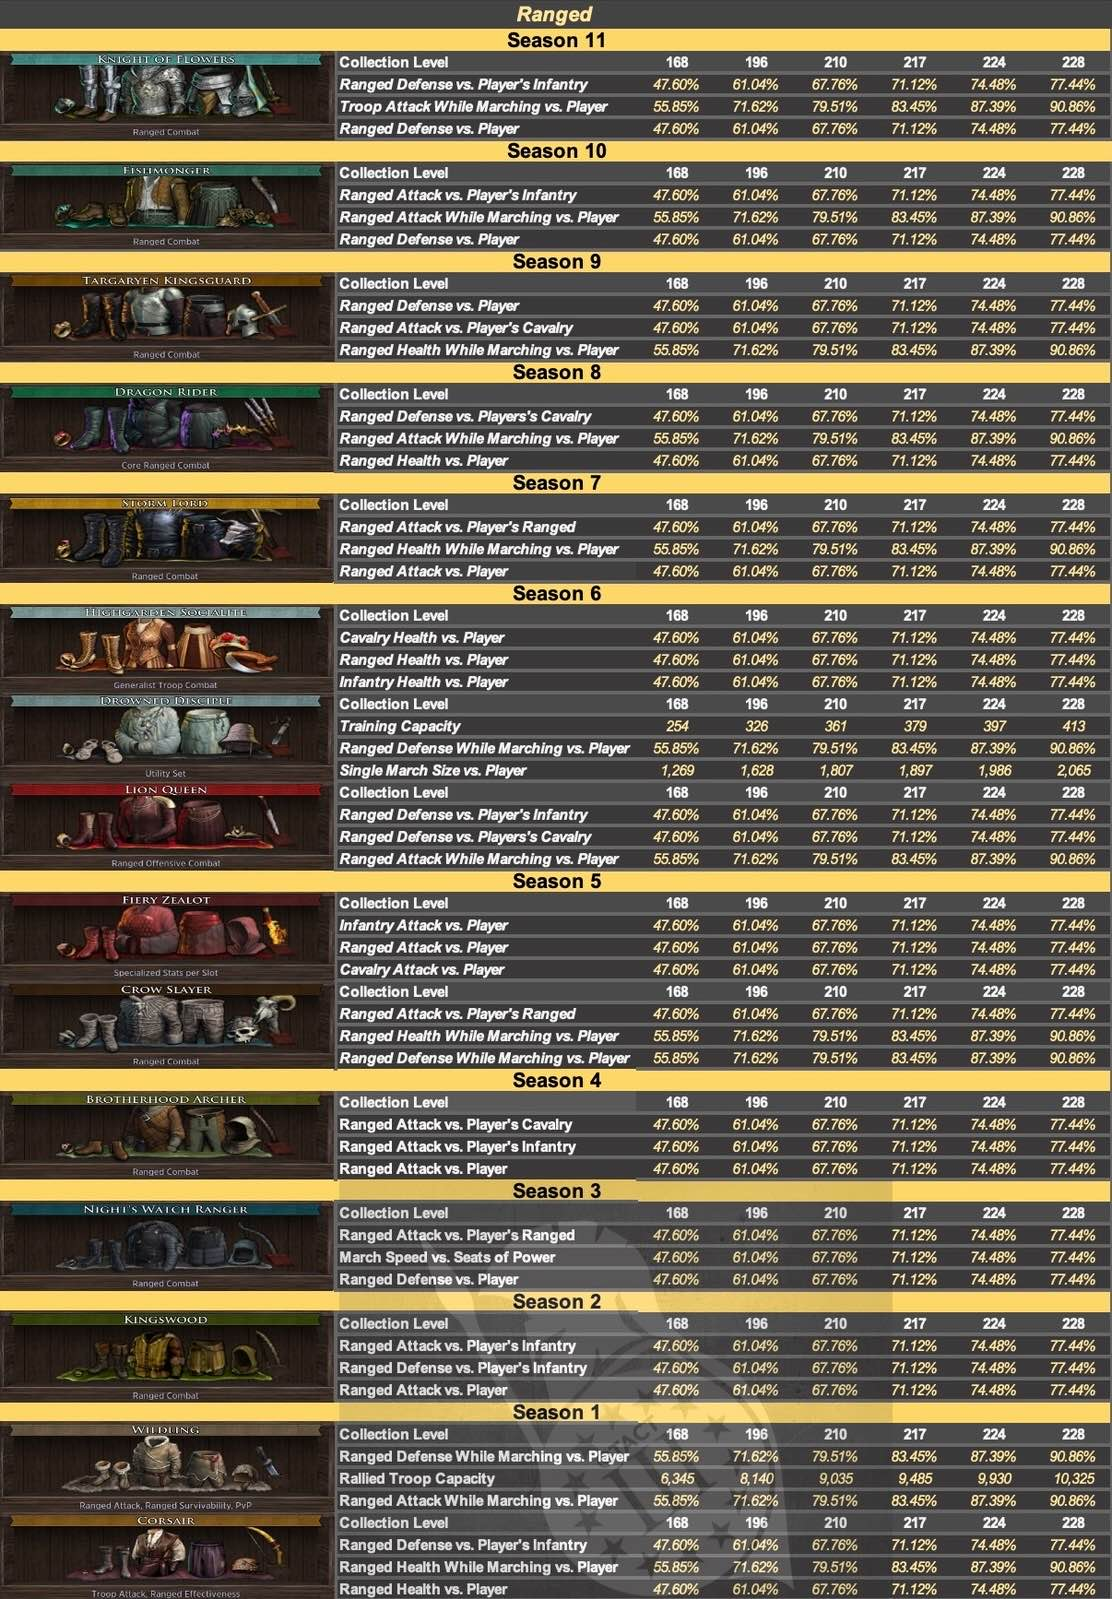 Ranged
Season 11
KNIGHT OF FLOWERS
Ranged Combat
Collection Level 168 196 210 217 224 228
Ranged Defense vs. Player's Infantry 47.60% 61.04% 67.76% 71.12% 74.48% 77.44%
Troop Attack While Marching vs. Player 55.85% 71.62% 79.51% 83.45% 87.39% 90.86%
Ranged Defense vs. Player 47.60% 61.04% 67.76% 71.12% 74.48% 77.44%
Season 10
FISHMONGER
Ranged Combat
Collection Level 168 196 210 217 224 228
Ranged Attack vs. Player's Infantry 47.60% 61.04% 67.76% 71.12% 74.48% 77.44%
Ranged Attack While Marching vs. Player 55.85% 71.62% 79.51% 83.45% 87.39% 90.86%
Ranged Defense vs. Player 47.60% 61.04% 67.76% 71.12% 74.48% 77.44%
Season 9
TARGARYEN KINGSGUARD
Ranged Combat
Collection Level 168 196 210 217 224 228
Ranged Defense vs. Player 47.60% 61.04% 67.76% 71.12% 74.48% 77.44%
Ranged Attack vs. Player's Cavalry 47.60% 61.04% 67.76% 71.12% 74.48% 77.44%
Ranged Health While Marching vs. Player 55.85% 71.62% 79.51% 83.45% 87.39% 90.86%
Season 8
DRAGON RIDER
Core Ranged Combat
Collection Level 168 196 210 217 224 228
Ranged Defense vs. Players's Cavalry 47.60% 61.04% 67.76% 71.12% 74.48% 77.44%
Ranged Attack While Marching vs. Player 55.85% 71.62% 79.51% 83.45% 87.39% 90.86%
Ranged Health vs. Player 47.60% 61.04% 67.76% 71.12% 74.48% 77.44%
Season 7
STORM LORD
Ranged Combat
Collection Level 168 196 210 217 224 228
Ranged Attack vs. Player's Ranged 47.60% 61.04% 67.76% 71.12% 74.48% 77.44%
Ranged Health While Marching vs. Player 55.85% 71.62% 79.51% 83.45% 87.39% 90.86%
Ranged Attack vs. Player 47.60% 61.04% 67.76% 71.12% 74.48% 77.44%
Season 6
HIGHGARDEN SOCIALITE
Generalist Troop Combat
Collection Level 168 196 210 217 224 228
Cavalry Health vs. Player 47.60% 61.04% 67.76% 71.12% 74.48% 77.44%
Ranged Health vs. Player 47.60% 61.04% 67.76% 71.12% 74.48% 77.44%
Infantry Health vs. Player 47.60% 61.04% 67.76% 71.12% 74.48% 77.44%
DROWNED DISCIPLE
Utility Set
Collection Level 168 196 210 217 224 228
Training Capacity 254 326 361 379 397 413
Ranged Defense While Marching vs. Player 55.85% 71.62% 79.51% 83.45% 87.39% 90.86%
Single March Size vs. Player 1,269 1,628 1,807 1,897 1,986 2,065
LION QUEEN
Ranged Offensive Combat
Collection Level 168 196 210 217 224 228
Ranged Defense vs. Player's Infantry 47.60% 61.04% 67.76% 71.12% 74.48% 77.44%
Ranged Defense vs. Players's Cavalry 47.60% 61.04% 67.76% 71.12% 74.48% 77.44%
Ranged Attack While Marching vs. Player 55.85% 71.62% 79.51% 83.45% 87.39% 90.86%
Season 5
FIERY ZEALOT
Specialized Stats per Slot
Collection Level 168 196 210 217 224 228
Infantry Attack vs. Player 47.60% 61.04% 67.76% 71.12% 74.48% 77.44%
Ranged Attack vs. Player 47.60% 61.04% 67.76% 71.12% 74.48% 77.44%
Cavalry Attack vs. Player 47.60% 61.04% 67.76% 71.12% 74.48% 77.44%
CROW SLAYER
Ranged Combat
Collection Level 168 196 210 217 224 228
Ranged Attack vs. Player's Ranged 47.60% 61.04% 67.76% 71.12% 74.48% 77.44%
Ranged Health While Marching vs. Player 55.85% 71.62% 79.51% 83.45% 87.39% 90.86%
Ranged Defense While Marching vs. Player 55.85% 71.62% 79.51% 83.45% 87.39% 90.86%
Season 4
BROTHERHOOD ARCHER
Ranged Combat
Collection Level 168 196 210 217 224 228
Ranged Attack vs. Player's Cavalry 47.60% 61.04% 67.76% 71.12% 74.48% 77.44%
Ranged Attack vs. Player's Infantry 47.60% 61.04% 67.76% 71.12% 74.48% 77.44%
Ranged Attack vs. Player 47.60% 61.04% 67.76% 71.12% 74.48% 77.44%
Season 3
NIGHT'S WATCH RANGER
Ranged Combat
Collection Level 168 196 210 217 224 228
Ranged Attack vs. Player's Ranged 47.60% 61.04% 67.76% 71.12% 74.48% 77.44%
March Speed vs. Seats of Power 47.60% 61.04% 67.76% 71.12% 74.48% 77.44%
Ranged Defense vs. Player 47.60% 61.04% 67.76% 71.12% 74.48% 77.44%
Season 2
KINGSWOOD
Ranged Combat
Collection Level 168 196 210 217 224 228
Ranged Attack vs. Player's Infantry 47.60% 61.04% 67.76% 71.12% 74.48% 77.44%
Ranged Defense vs. Player's Infantry 47.60% 61.04% 67.76% 71.12% 74.48% 77.44%
Ranged Attack vs. Player 47.60% 61.04% 67.76% 71.12% 74.48% 77.44%
Season 1
WILDLING
Ranged Attack, Ranged Survivability, PvP
Collection Level 168 196 210 217 224 228
Ranged Defense While Marching vs. Player 55.85% 71.62% 79.51% 83.45% 87.39% 90.86%
Rallied Troop Capacity 6,345 8,140 9,035 9,485 9,930 10,325
Ranged Attack While Marching vs. Player 55.85% 71.62% 79.51% 83.45% 87.39% 90.86%
CORSAIR
Troop Attack, Ranged Effectiveness
Collection Level 168 196 210 217 224 228
Ranged Defense vs. Player's Infantry 47.60% 61.04% 67.76% 71.12% 74.48% 77.44%
Ranged Health While Marching vs. Player 55.85% 71.62% 79.51% 83.45% 87.39% 90.86%
Ranged Health vs. Player 47.60% 61.04% 67.76% 71.12% 74.48% 77.44%